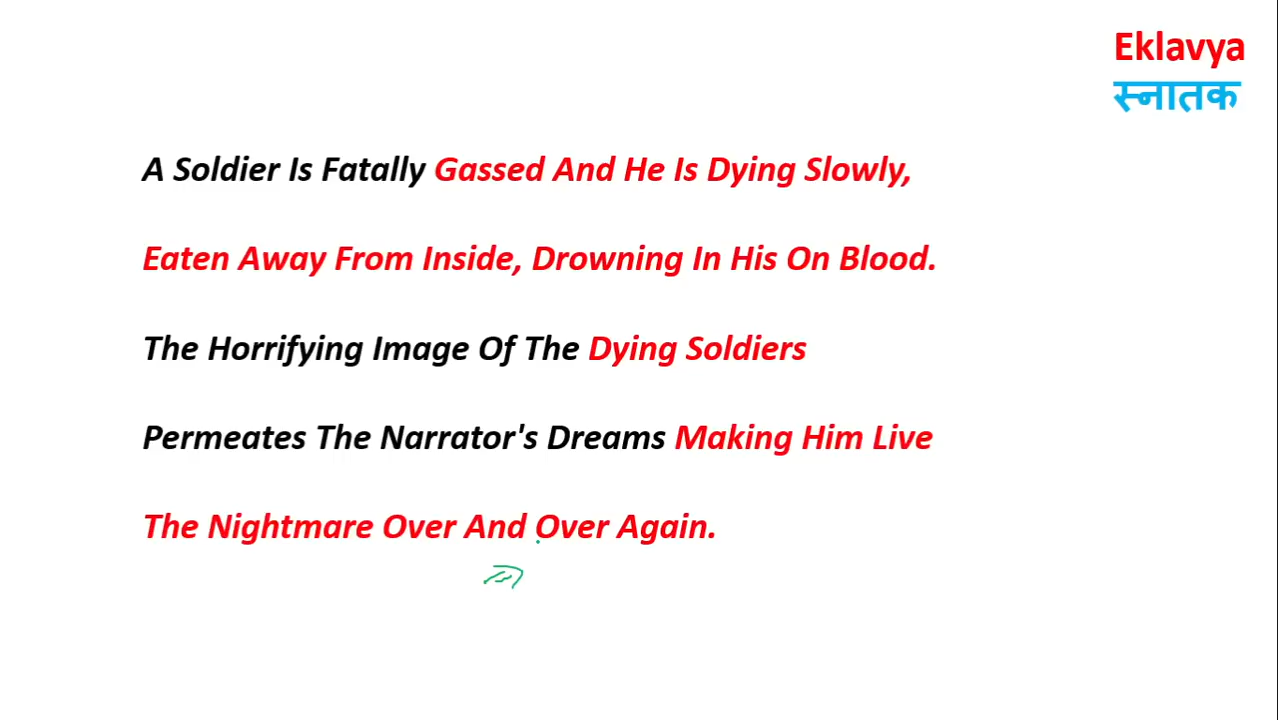 Eklavya
स्नातक
A Soldier Is Fatally Gassed And He Is Dying Slowly,
Eaten Away From Inside, Drowning In His On Blood.
The Horrifying Image Of The Dying Soldiers
Permeates The Narrator's Dreams Making Him Live
The Nightmare Over And Over Again.